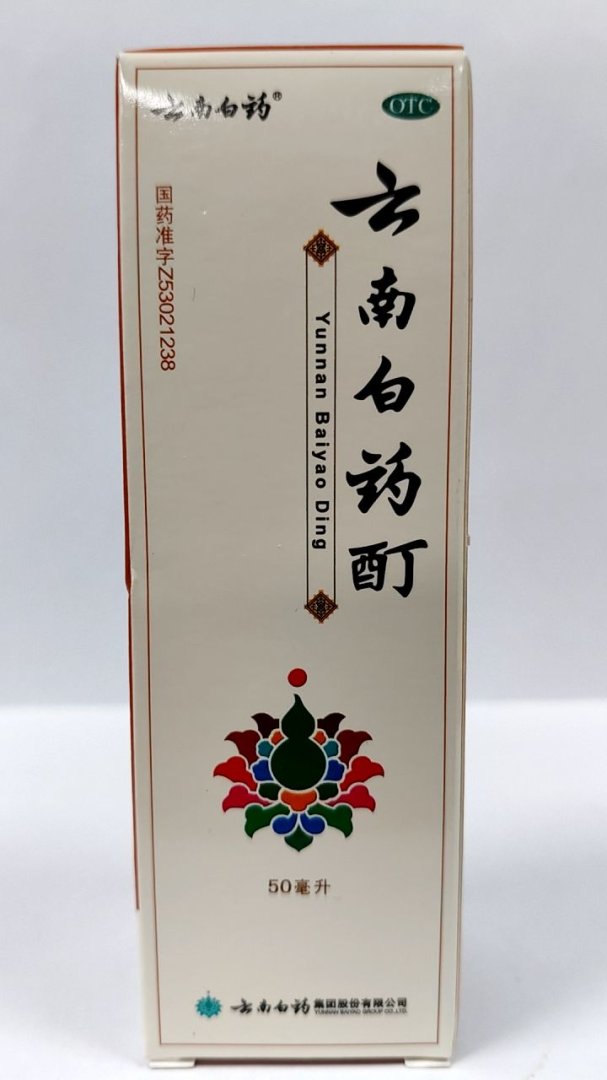 云南白药®
OTC
国药准字Z53021238
云南白药酊
Yunnan Baiyao Ding
50毫升
云南白药集团股份有限公司
YUNNAN BAIYAO GROUP CO.,LTD.